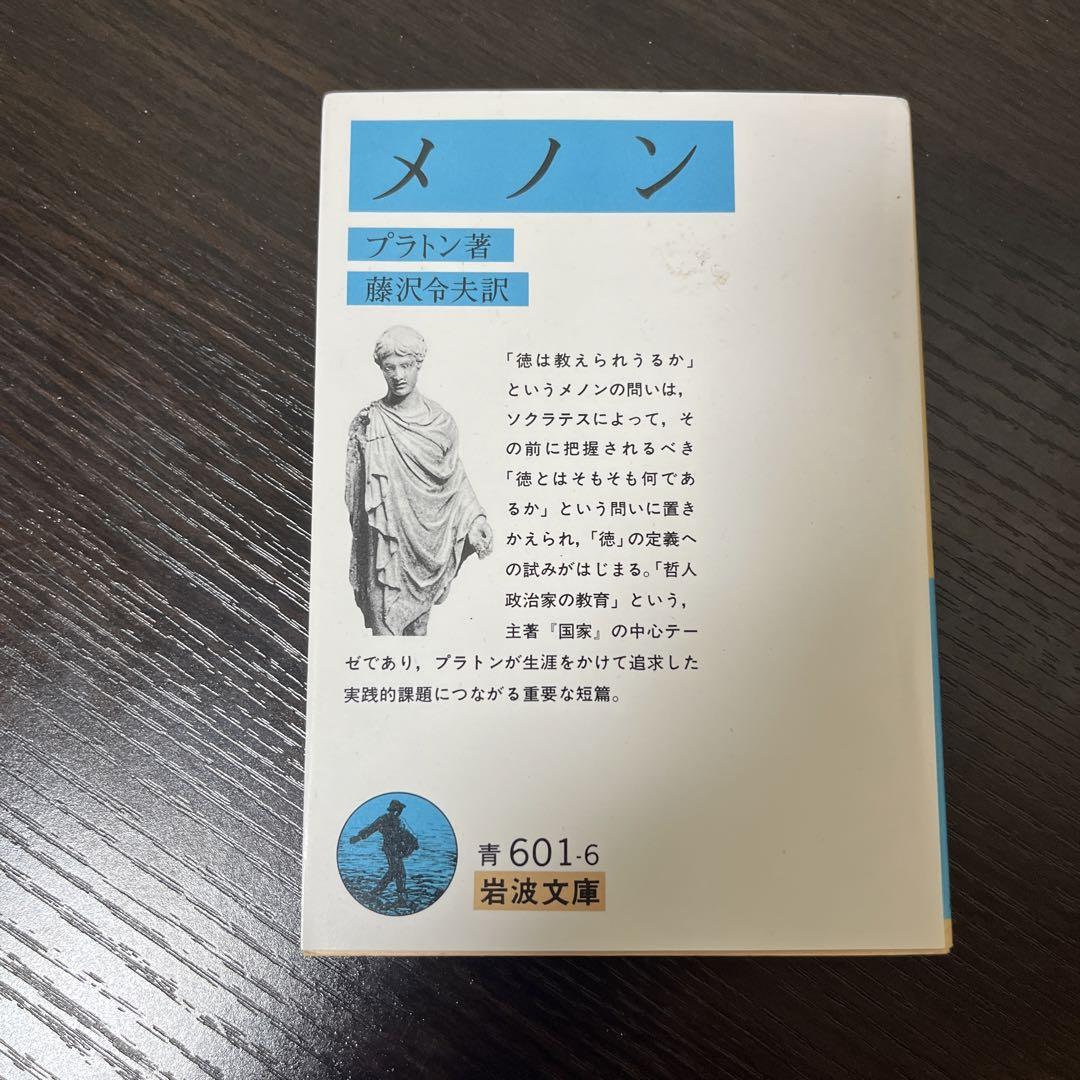 メノン
プラトン著
藤沢令夫訳
「徳は教えられうるか」
というメノンの問いは,
ソクラテスによって, そ
の前に把握されるべき
「徳とはそもそも何であ
るか」という問いに置き
かえられ,「徳」の定義へ
の試みがはじまる。「哲人
政治家の教育」という,
主著『国家』の中心テー
ゼであり, プラトンが生涯をかけて追求した
実践的課題につながる重要な短篇。
青 601-6
岩波文庫